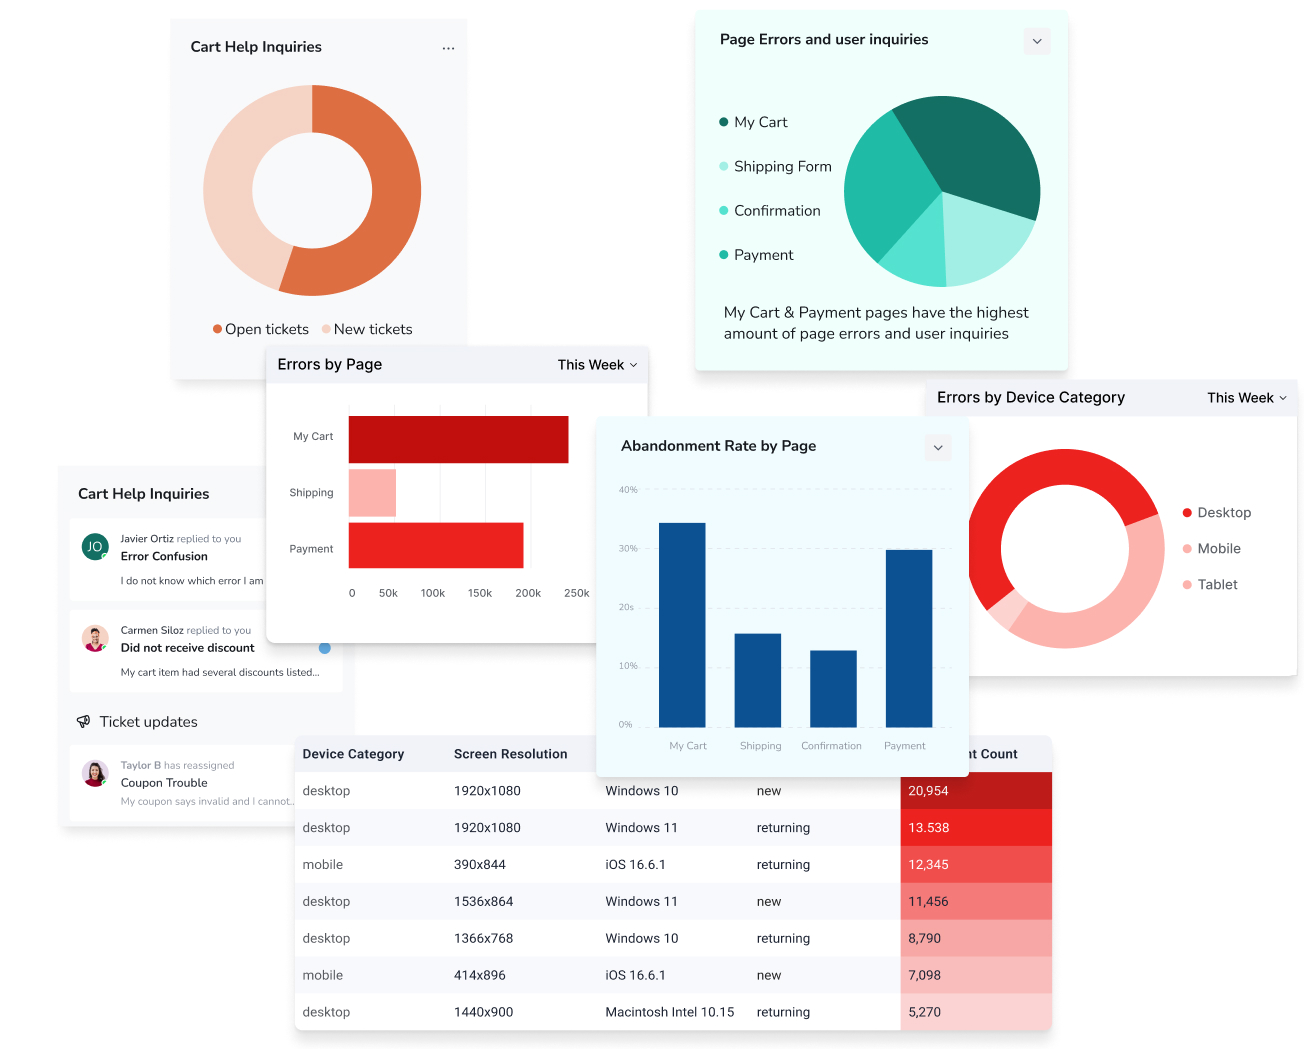 Cart Help Inquiries
Open tickets
New tickets
Page Errors and user inquiries
My Cart
Shipping Form
Confirmation
Payment
My Cart & Payment pages have the highest
amount of page errors and user inquiries
Errors by Page
This Week
My Cart
Shipping
Payment
0 50k 100k 150k 200k 250k
Errors by Device Category
This Week
Desktop
Mobile
Tablet
Abandonment Rate by Page
40%
30%
20s
10%
0%
My Cart Shipping Confirmation Payment
Cart Help Inquiries
JO
Javier Ortiz replied to you
Error Confusion
I do not know which error I am
Carmen Siloz replied to you
Did not receive discount
My cart item had several discounts listed...
Ticket updates
Taylor B has reassigned
Coupon Trouble
My coupon says invalid and I cannot..
Device Category Screen Resolution Count
desktop 1920x1080 Windows 10 new 20,954
desktop 1920x1080 Windows 11 returning 13.538
mobile 390x844 iOS 16.6.1 returning 12,345
desktop 1536x864 Windows 11 new 11,456
desktop 1366x768 Windows 10 returning 8,790
mobile 414x896 iOS 16.6.1 new 7,098
desktop 1440x900 Macintosh Intel 10.15 returning 5,270